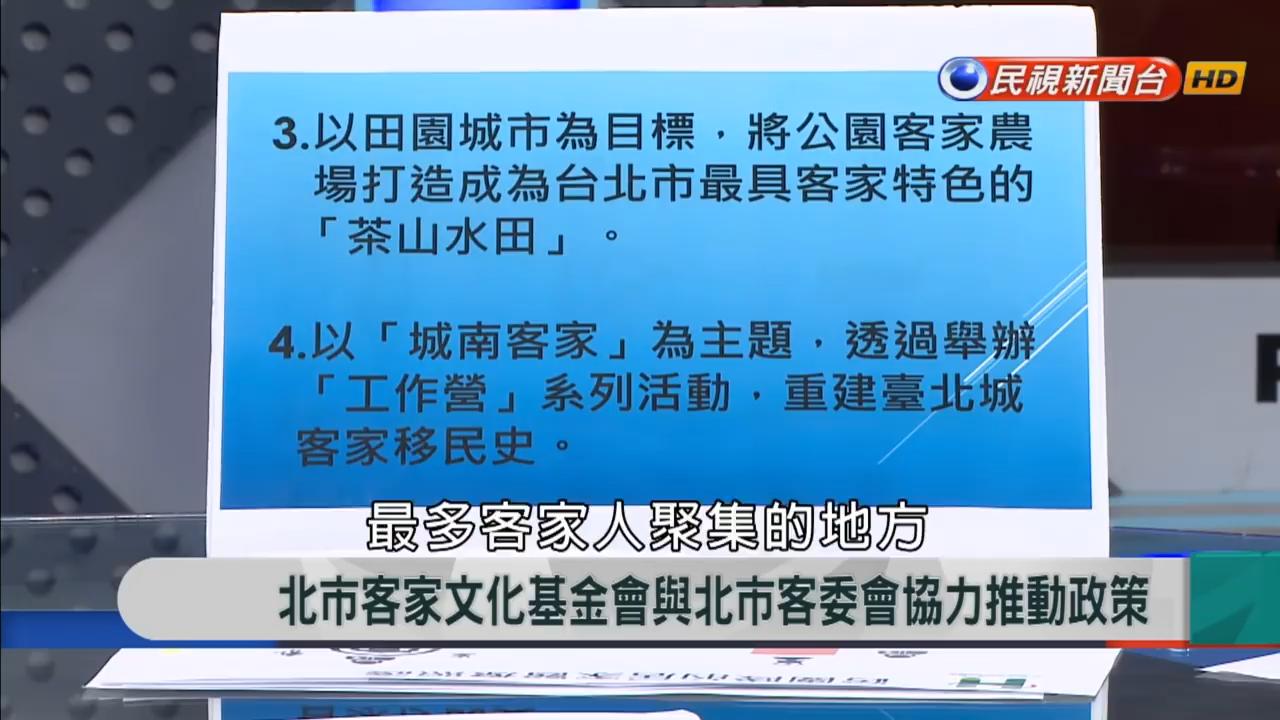 民視新聞台 HD
3.以田園城市為目標，將公園客家農
場打造成為台北市最具客家特色的
「茶山水田」。
4.以「城南客家」為主題，透過舉辦
「工作營」系列活動，重建臺北城
客家移民史。
最多客家人聚集的地方
北市客家文化基金會與北市客委會協力推動政策